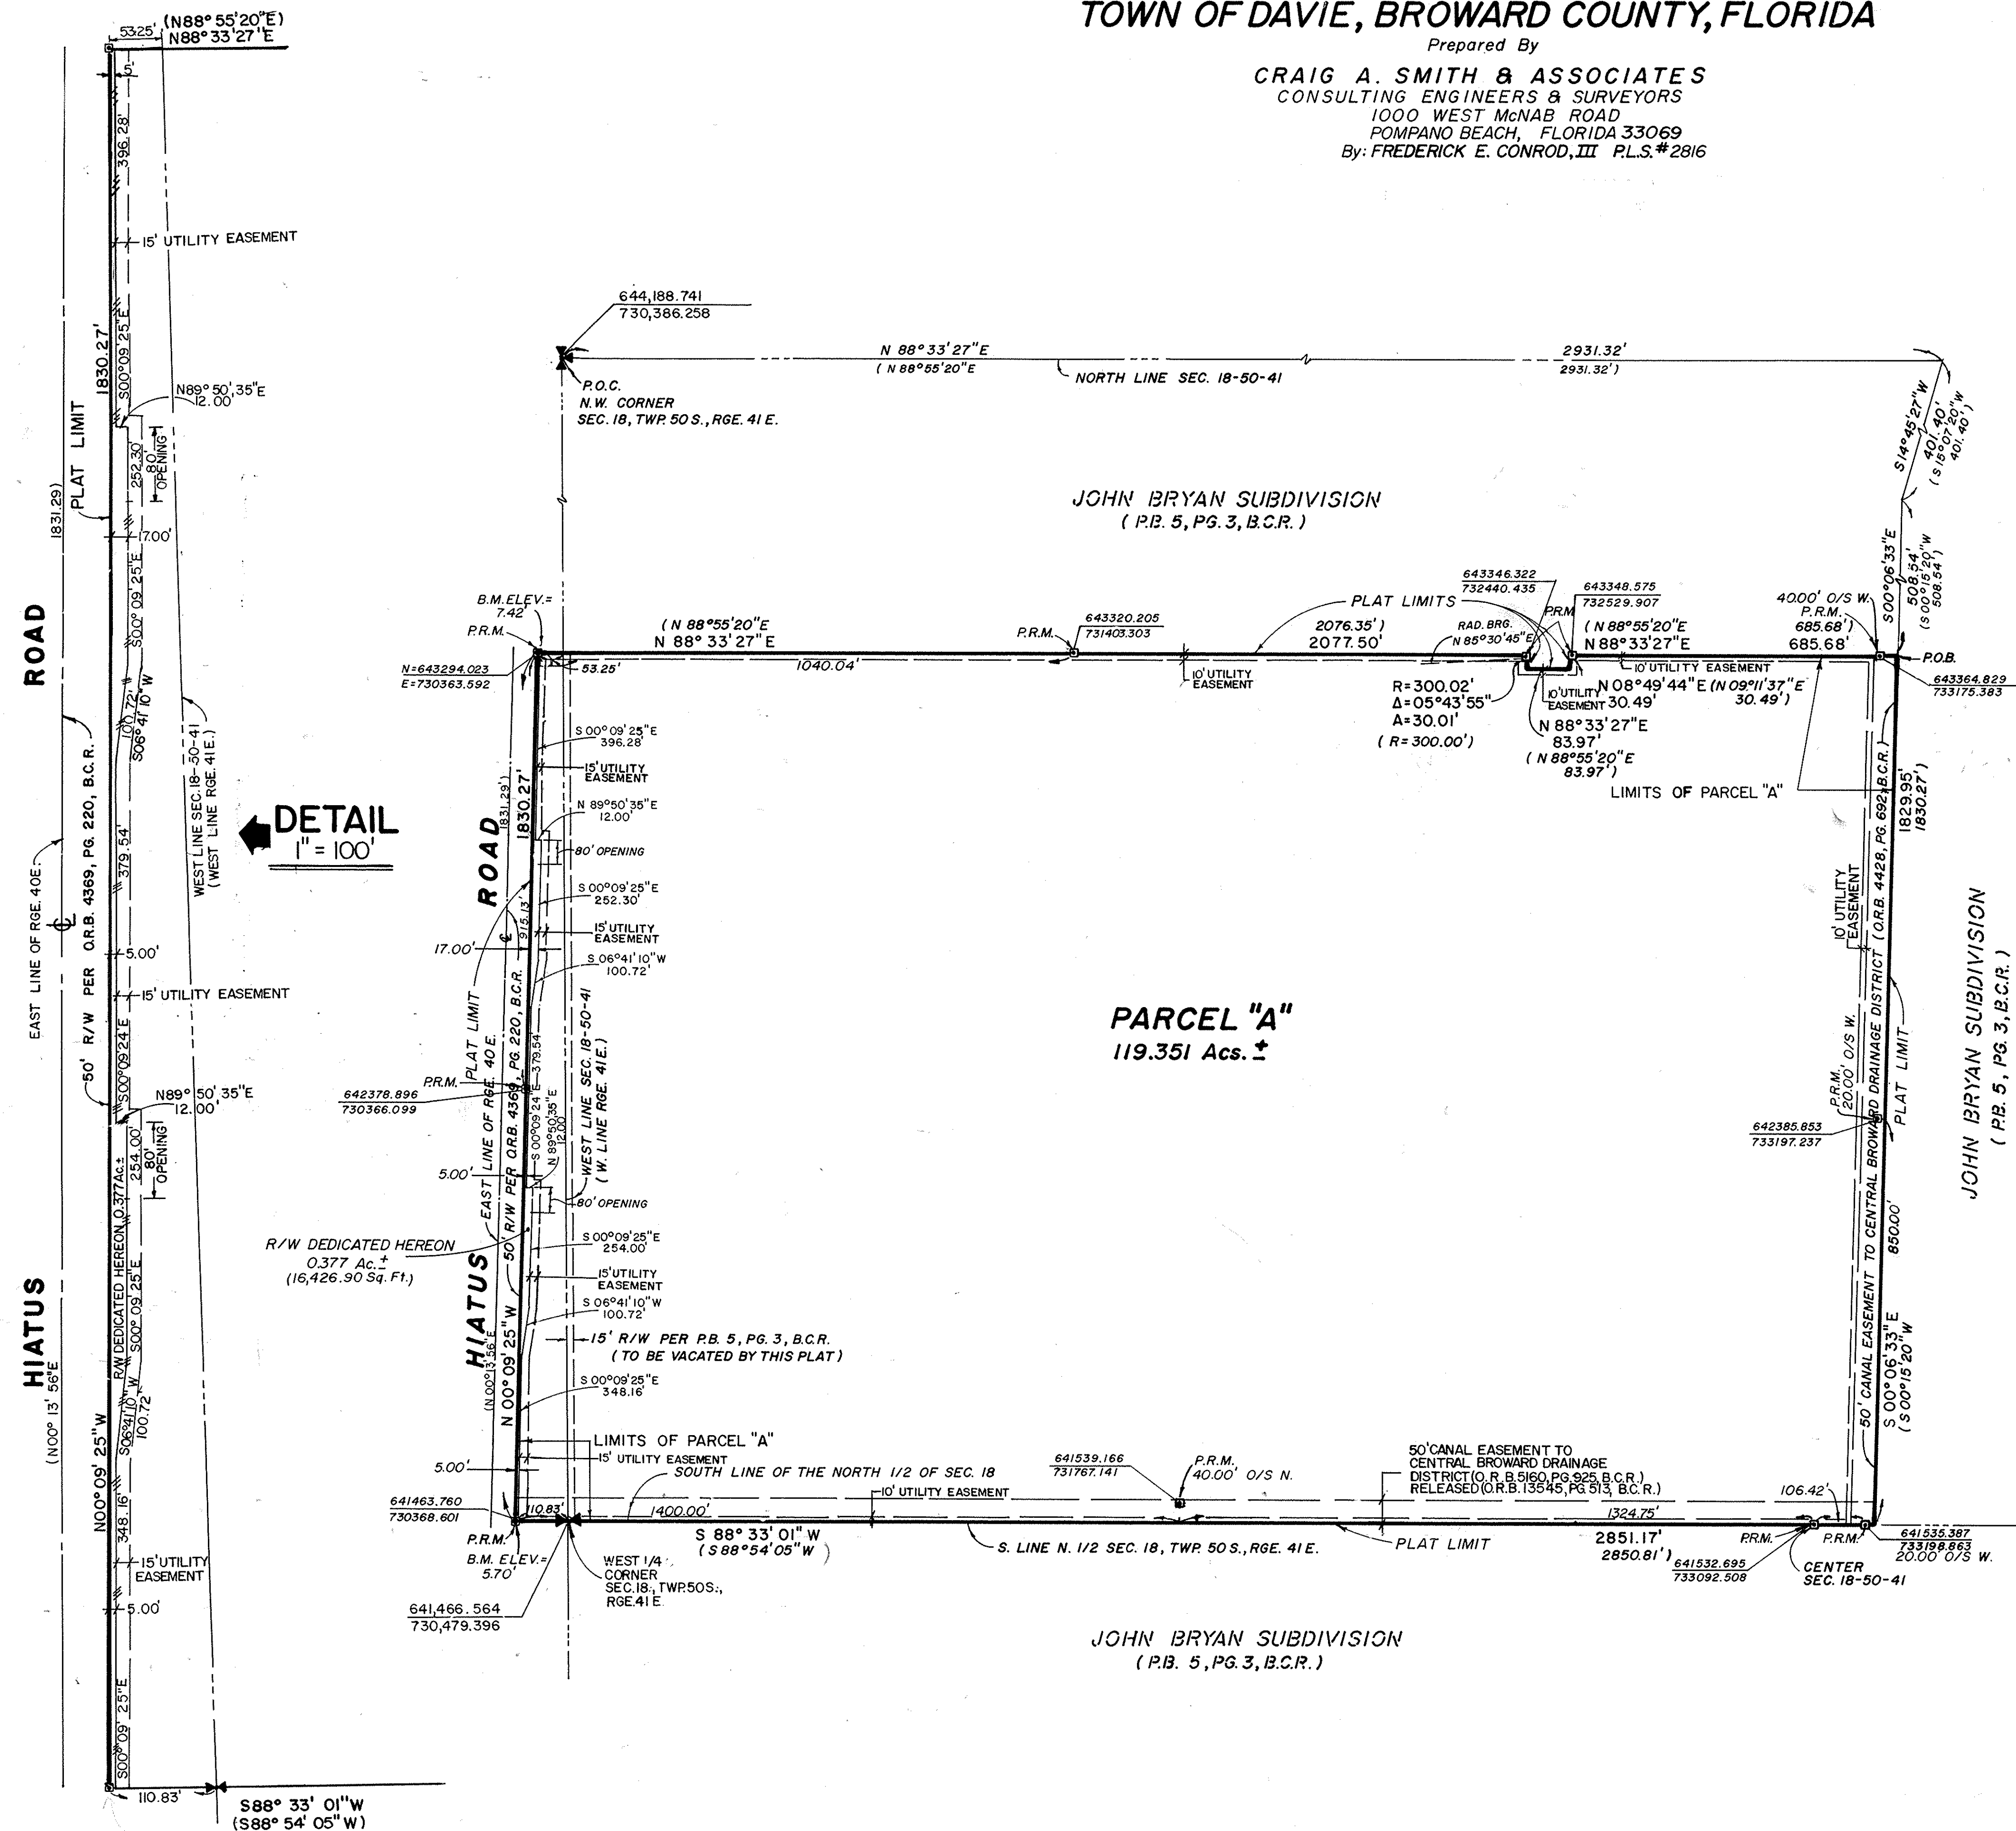 TOWN OF DAVIE, BROWARD COUNTY, FLORIDA
Prepared By
CRAIG A. SMITH & ASSOCIATES
CONSULTING ENGINEERS & SURVEYORS
1000 WEST McNAB ROAD
POMPANO BEACH, FLORIDA 33069
By: FREDERICK E. CONROD, III P.L.S. #2816
53.25'
(N88°55'20"E)
N88°33'27"E
5'
396.28'
15' UTILITY EASEMENT
S00°09'25"E
1830.27'
N89°50'35"E
12.00'
PLAT LIMIT
252.30'
80'
OPENING
(1831.29)
17.00'
S00°09'25"E
ROAD
100.72'
S06°41'10"W
WEST LINE SEC.18-50-41
(WEST LINE RGE. 41E.)
DETAIL
1" = 100'
379.54'
EAST LINE OF RGE. 40E.
℄
50' R/W PER O.R.B. 4369, PG. 220, B.C.R.
5.00'
15' UTILITY EASEMENT
S00°09'24"E
N89°50'35"E
12.00'
254.00'
80'
OPENING
R/W DEDICATED HEREON 0.377Ac.±
S00°09'25"E
HIATUS
(N00°13'56"E
N00°09'25"W
S06°41'10"W
100.72'
348.16'
15' UTILITY
EASEMENT
5.00'
S00°09'25"E
110.83'
S88°33'01"W
(S88°54'05"W)
644,188.741
730,386.258
P.O.C.
N.W. CORNER
SEC. 18, TWP. 50 S., RGE. 41 E.
N 88°33'27"E
(N 88°55'20"E
NORTH LINE SEC. 18-50-41
2931.32'
2931.32')
S14°45'27"W
401.40'
(S15°07'20"W
401.40')
JOHN BRYAN SUBDIVISION
(P.B. 5, PG. 3, B.C.R.)
S00°06'33"E
508.54'
(S00°15'20"W
508.54')
B.M. ELEV.=
7.42'
P.R.M.
N=643294.023
E=730363.592
(N 88°55'20"E
N 88°33'27"E
53.25'
1040.04'
P.R.M.
643320.205
731403.303
10' UTILITY
EASEMENT
PLAT LIMITS
2076.35')
2077.50'
643346.322
732440.435
RAD. BRG.
N 85°30'45"E
P.R.M.
643348.575
732529.907
(N 88°55'20"E
N 88°33'27"E
40.00' O/S W.
P.R.M.
685.68')
685.68'
P.O.B.
643364.829
733175.383
10' UTILITY EASEMENT
R=300.02'
Δ=05°43'55"
A=30.01'
(R=300.00')
10' UTILITY
EASEMENT
N 08°49'44"E (N 09°11'37"E
30.49'
30.49')
N 88°33'27"E
83.97'
(N 88°55'20"E
83.97')
LIMITS OF PARCEL "A"
1829.95'
1830.27')
S 00°09'25"E
396.28'
15' UTILITY
EASEMENT
1831.29')
1830.27'
N 89°50'35"E
12.00'
80' OPENING
ROAD
S 00°09'25"E
252.30'
915.13'
℄
15' UTILITY
EASEMENT
17.00'
S 06°41'10"W
100.72'
PLAT LIMIT
EAST LINE OF RGE. 40 E.
50' R/W PER O.R.B. 4369, PG. 220, B.C.R.
WEST LINE SEC. 18-50-41
(W. LINE RGE. 41E.)
P.R.M.
642378.896
730366.099
S 00°09'24"E 379.54'
N 89°50'35"E
12.00'
5.00'
80' OPENING
R/W DEDICATED HEREON
0.377 Ac.±
(16,426.90 Sq. Ft.)
S 00°09'25"E
254.00'
15' UTILITY
EASEMENT
S 06°41'10"W
100.72'
HIATUS
(N 00°13'56"E
N 00°09'25"W
15' R/W PER P.B. 5, PG. 3, B.C.R.
(TO BE VACATED BY THIS PLAT)
S 00°09'25"E
348.16'
PARCEL "A"
119.351 Acs. ±
10' UTILITY
EASEMENT
50' CANAL EASEMENT TO CENTRAL BROWARD DRAINAGE DISTRICT (O.R.B. 4428, PG. 692, B.C.R.)
P.R.M.
20.00' O/S W.
PLAT LIMIT
642385.853
733197.237
850.00'
S 00°06'33"E
(S 00°15'20"W
JOHN BRYAN SUBDIVISION
(P.B. 5, PG. 3, B.C.R.)
LIMITS OF PARCEL "A"
15' UTILITY EASEMENT
SOUTH LINE OF THE NORTH 1/2 OF SEC. 18
5.00'
641463.760
730368.601
110.83'
1400.00'
10' UTILITY EASEMENT
P.R.M.
B.M. ELEV.=
5.70'
S 88°33'01"W
(S 88°54'05"W)
WEST 1/4
CORNER
SEC.18., TWP.50S.,
RGE.41 E.
641,466.564
730,479.396
641539.166
731767.141
P.R.M.
40.00' O/S N.
50' CANAL EASEMENT TO
CENTRAL BROWARD DRAINAGE
DISTRICT (O.R.B. 5160, PG. 925, B.C.R.)
RELEASED (O.R.B. 13545, PG. 513, B.C.R.)
106.42'
1324.75'
S. LINE N. 1/2 SEC. 18, TWP. 50 S., RGE. 41 E.
PLAT LIMIT
2851.17'
2850.81')
641532.695
733092.508
P.R.M.
P.R.M.
CENTER
SEC. 18-50-41
641535.387
733198.863
20.00' O/S W.
JOHN BRYAN SUBDIVISION
(P.B. 5, PG. 3, B.C.R.)